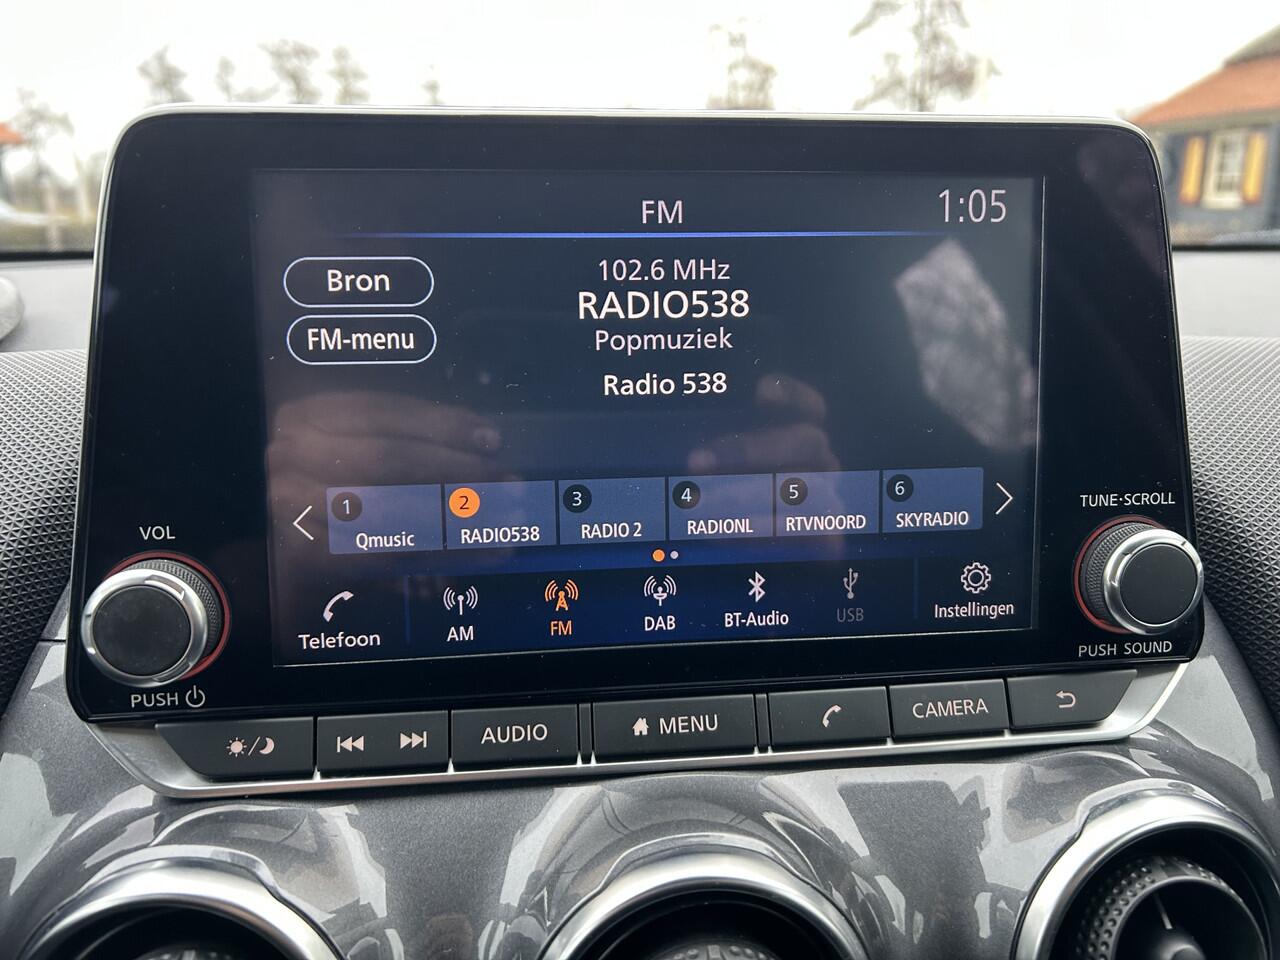 FM
1:05
Bron
FM-menu
102.6 MHz
RADIO538
Popmuziek
Radio 538
1
Qmusic
2
RADIO538
3
RADIO 2
4
RADIONL
5
RTVNOORD
6
SKYRADIO
Telefoon
AM
FM
DAB
BT-Audio
USB
Instellingen
VOL
PUSH
TUNE·SCROLL
PUSH SOUND
AUDIO
MENU
CAMERA